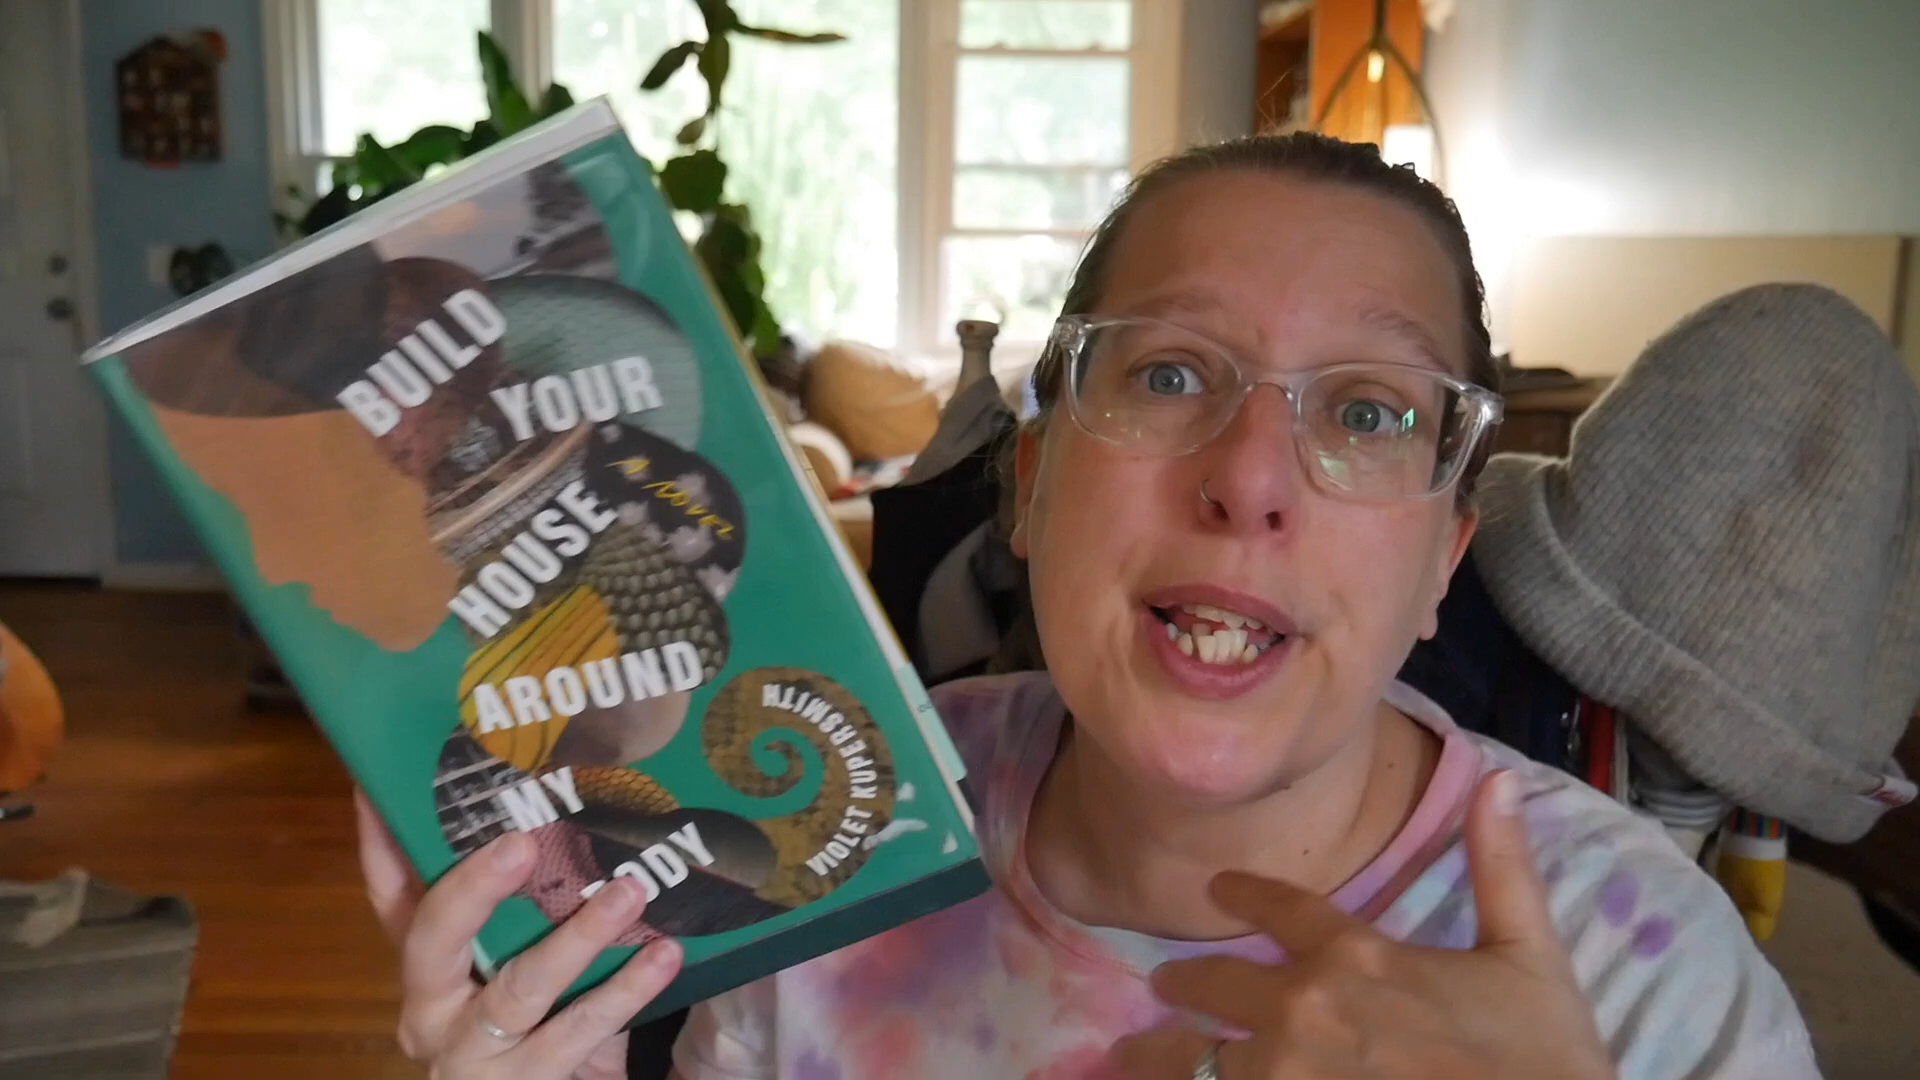 BUILD
YOUR
A NOVEL
HOUSE
AROUND
MY
BODY
VIOLET KUPERSMITH